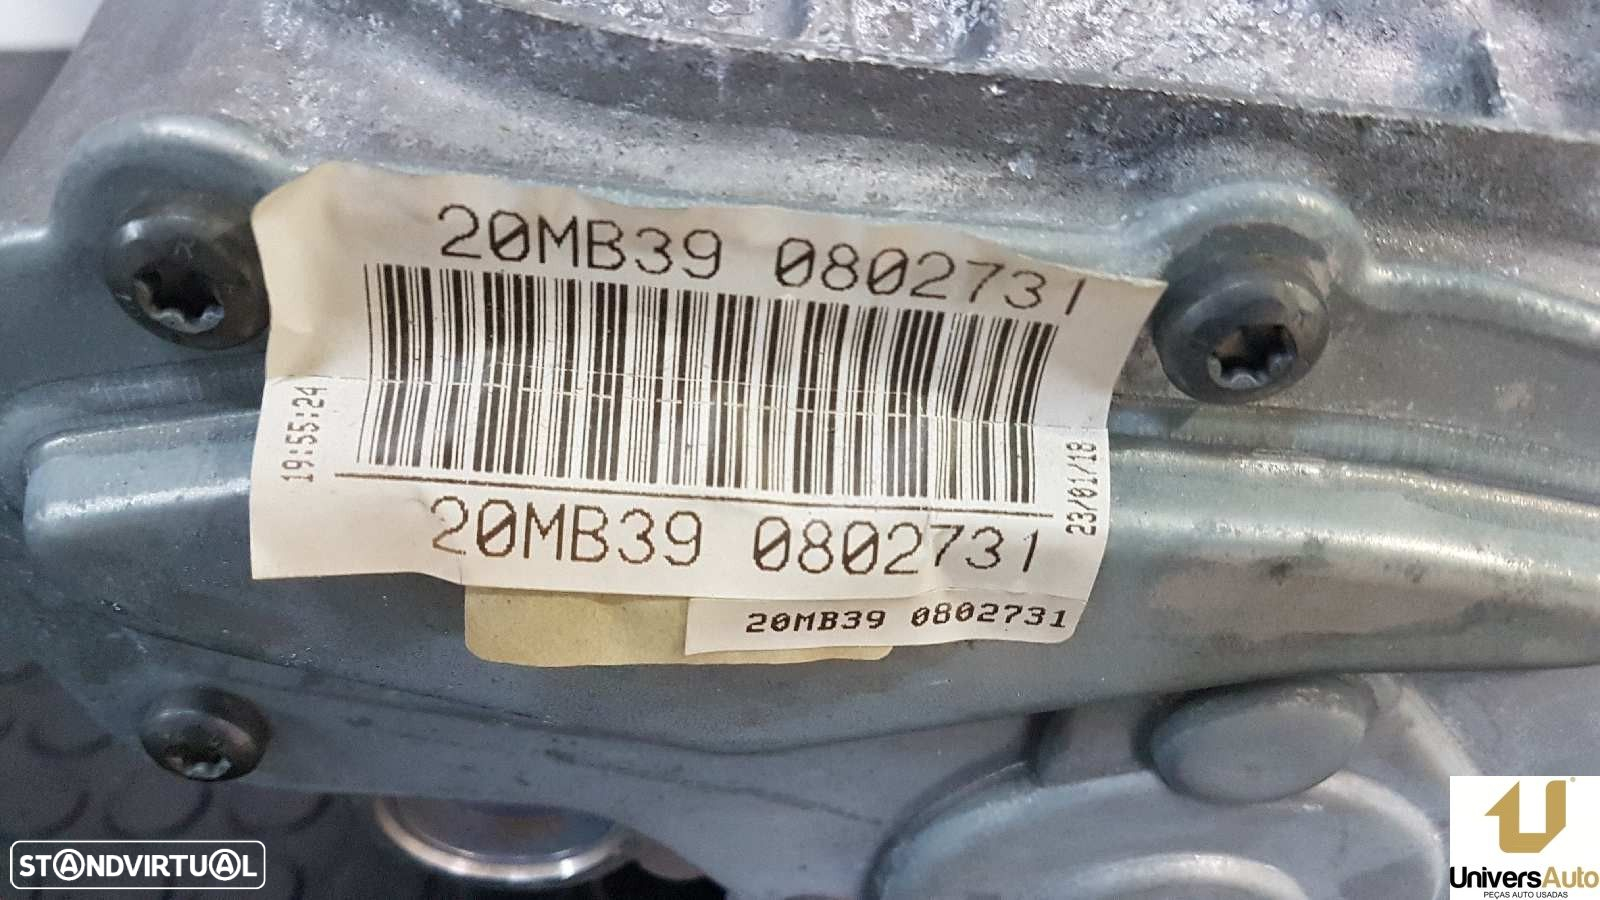 20MB39 0802731
19:55:24
23/01/18
20MB39 0802731
20MB39 0802731
STANDVIRTUAL
UniversAuto
PEÇAS AUTO USADAS